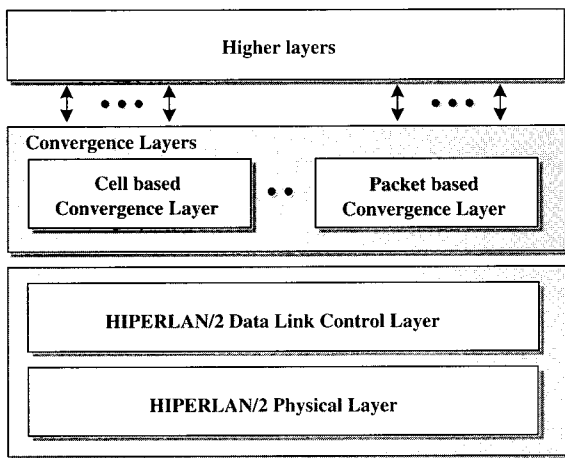 Higher layers
Convergence Layers
Cell based
Convergence Layer
Packet based
Convergence Layer
HIPERLAN/2 Data Link Control Layer
HIPERLAN/2 Physical Layer